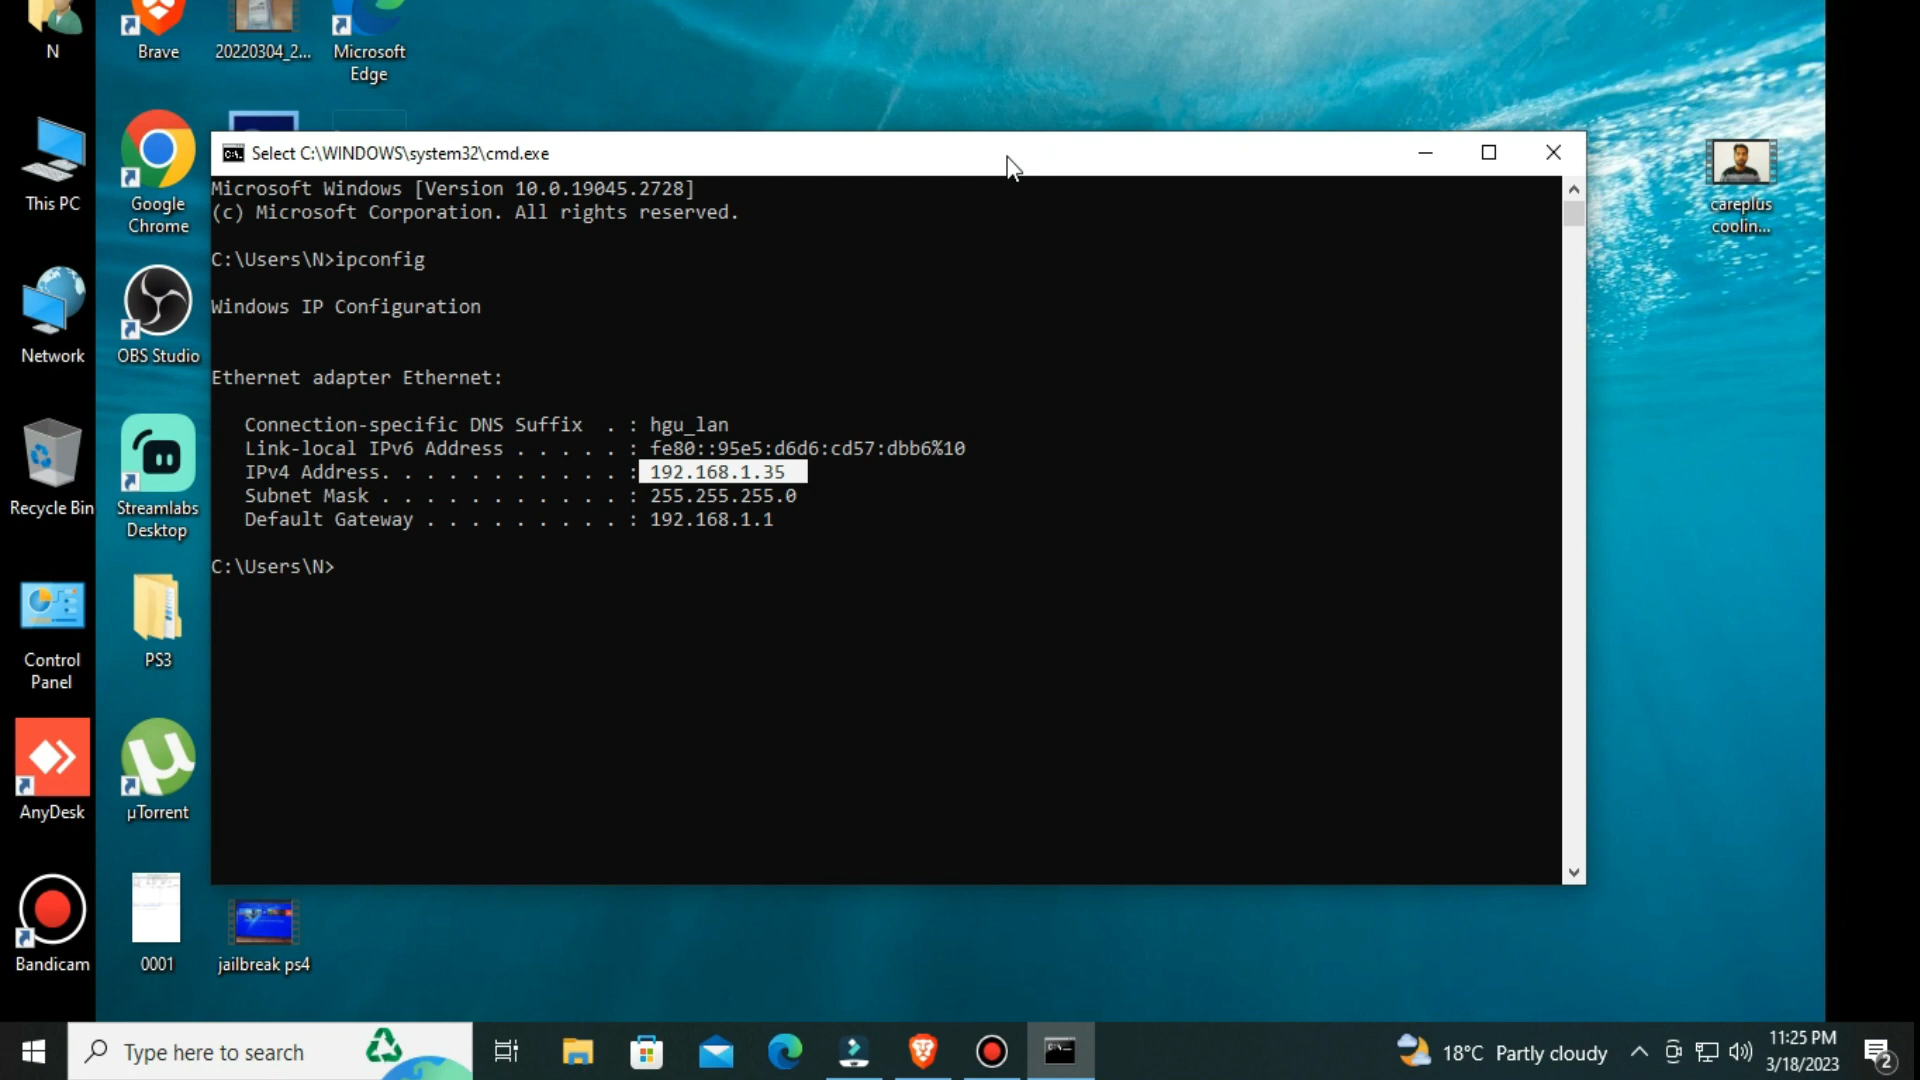 N
Brave
20220304_2...
Microsoft
Edge
This PC
Google
Chrome
Select C:\WINDOWS\system32\cmd.exe
Microsoft Windows [Version 10.0.19045.2728]
(c) Microsoft Corporation. All rights reserved.
C:\Users\N>ipconfig
Windows IP Configuration
Ethernet adapter Ethernet:
Connection-specific DNS Suffix . : hgu_lan
Link-local IPv6 Address . . . . . : fe80::95e5:d6d6:cd57:dbb6%10
IPv4 Address. . . . . . . . . . . : 192.168.1.35
Subnet Mask . . . . . . . . . . . : 255.255.255.0
Default Gateway . . . . . . . . . : 192.168.1.1
C:\Users\N>
careplus
coolin...
Network
OBS Studio
Recycle Bin
Streamlabs
Desktop
Control
Panel
PS3
AnyDesk
µTorrent
Bandicam
0001
jailbreak ps4
Type here to search
18°C Partly cloudy
11:25 PM
3/18/2023
2